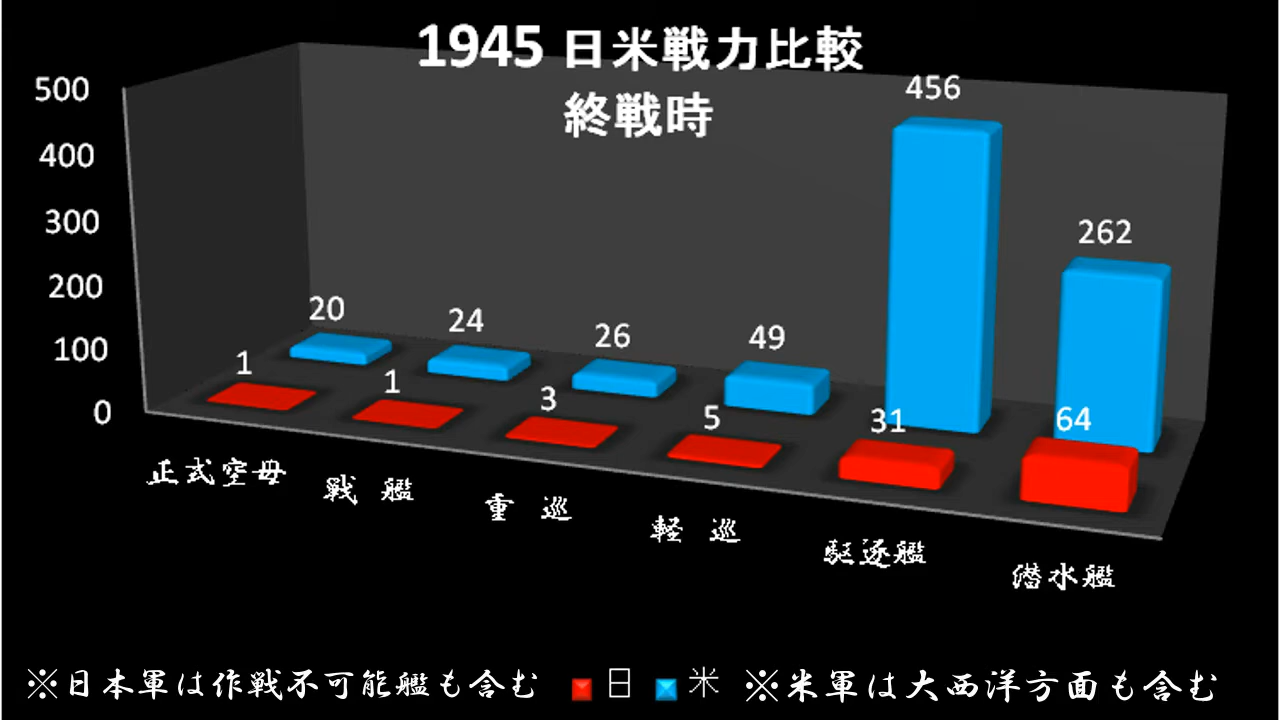 1945 日米戦力比較
終戦時
500
400
300
200
100
0
20
24
26
49
456
262
1
1
3
5
31
64
正式空母
戦 艦
重 巡
軽 巡
駆逐艦
潜水艦
※日本軍は作戦不可能艦も含む
日 米
※米軍は大西洋方面も含む